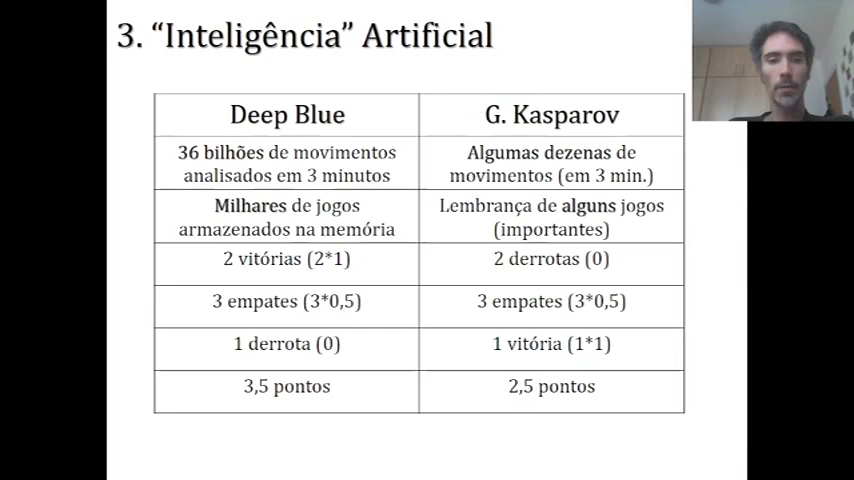 3. “Inteligência” Artificial
Deep Blue
G. Kasparov
36 bilhões de movimentos
analisados em 3 minutos
Algumas dezenas de
movimentos (em 3 min.)
Milhares de jogos
armazenados na memória
Lembrança de alguns jogos
(importantes)
2 vitórias (2*1)
2 derrotas (0)
3 empates (3*0,5)
3 empates (3*0,5)
1 derrota (0)
1 vitória (1*1)
3,5 pontos
2,5 pontos